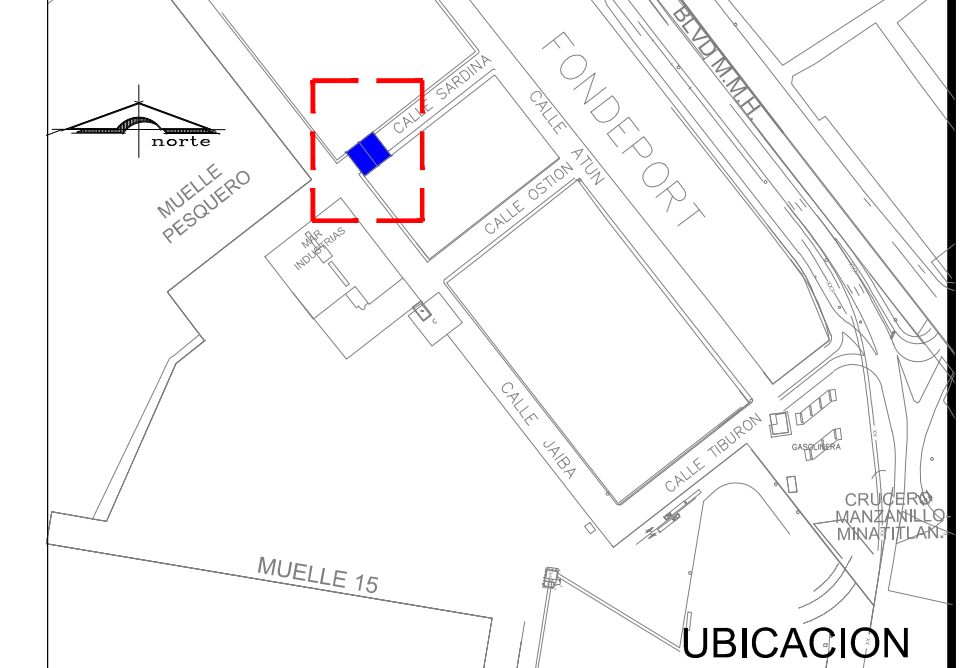 BLVD M.M.H.
FONDEPORT
CALLE SARDINA
CALLE ATUN
norte
MUELLE
PESQUERO
CALLE OSTION
MAR
INDUSTRIAS
CALLE JAIBA
CALLE TIBURON
GASOLINERA
CRUCERO
MANZANILLO-
MINATITLAN.
MUELLE 15
UBICACION